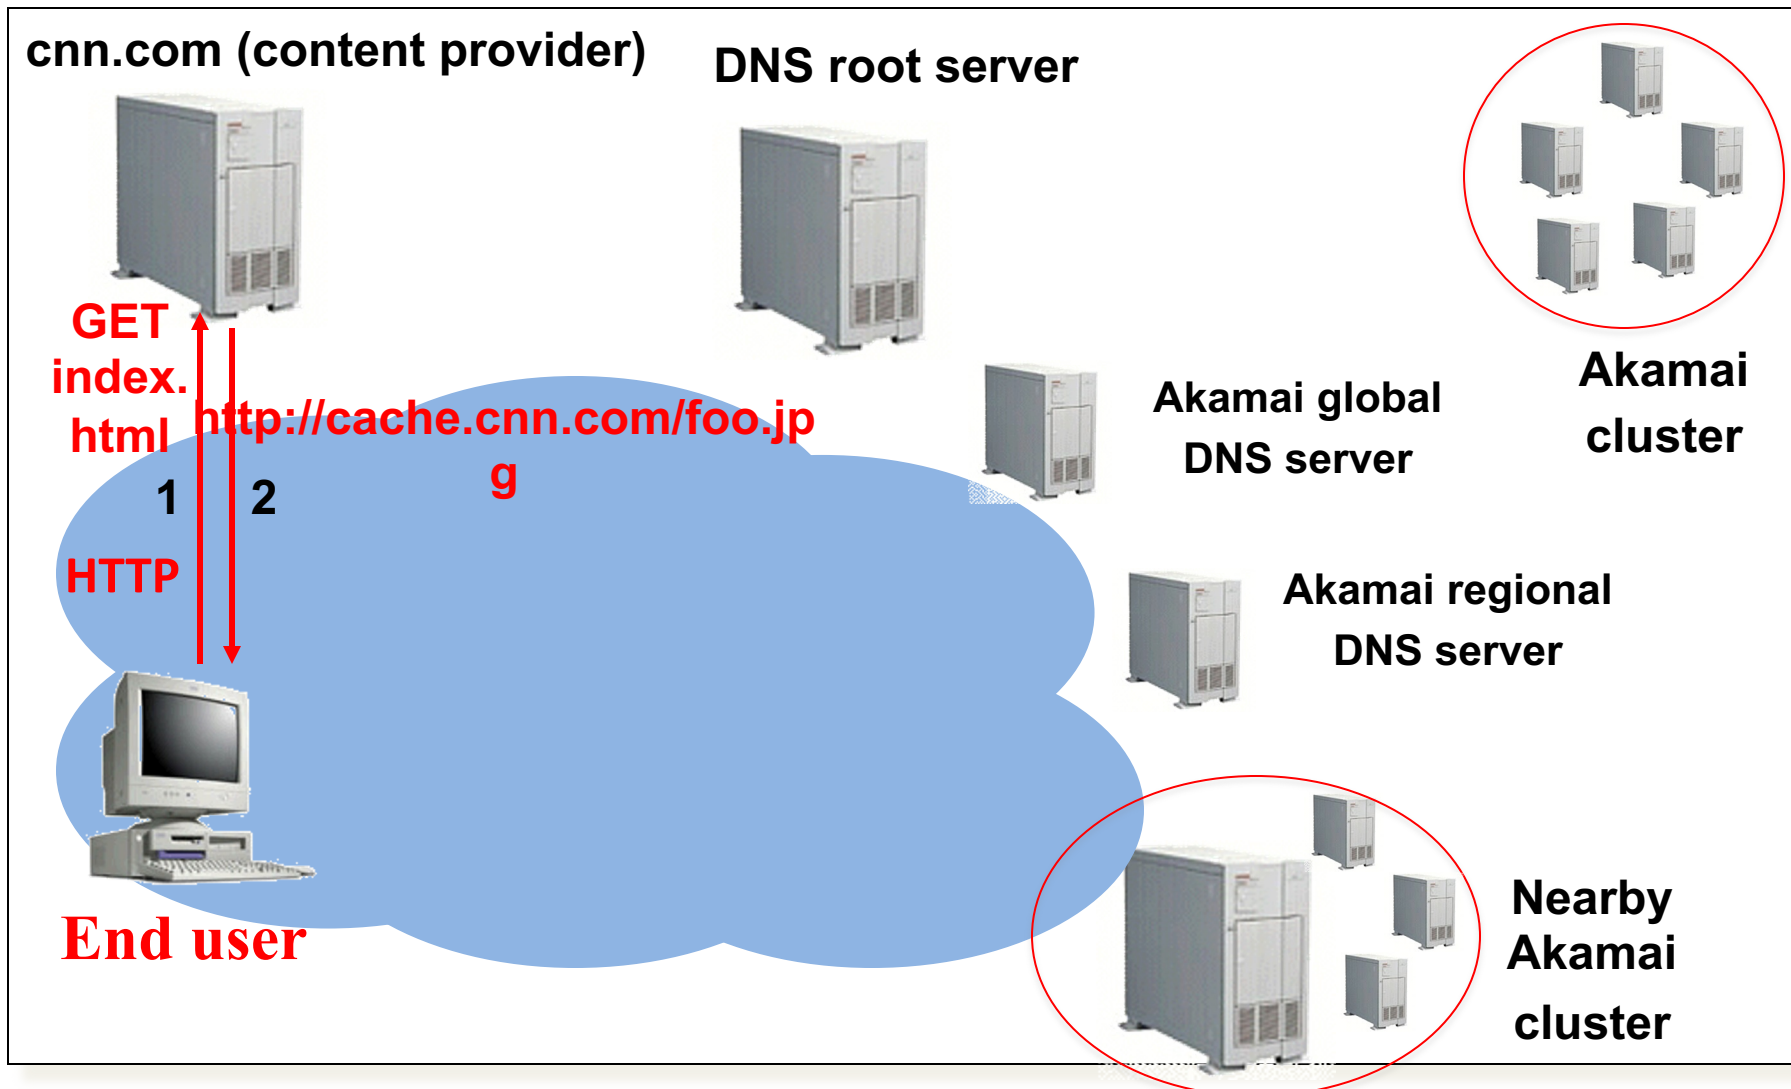 cnn.com (content provider)
DNS root server
GET
index.
html
http://cache.cnn.com/foo.jp
g
1
2
HTTP
Akamai global
DNS server
Akamai
cluster
Akamai regional
DNS server
End user
Nearby
Akamai
cluster